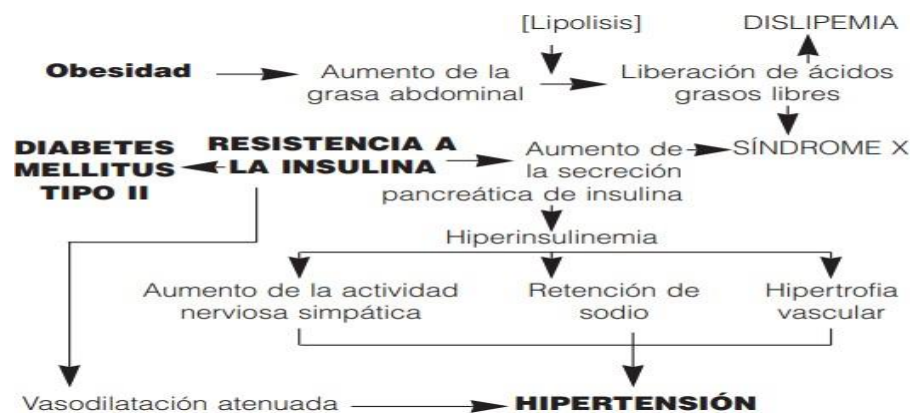 [Lipolisis] DISLIPEMIA
Obesidad Aumento de la grasa abdominal Liberación de ácidos grasos libres
DIABETES MELLITUS TIPO II
RESISTENCIA A LA INSULINA
Aumento de la secreción pancreática de insulina
SÍNDROME X
Hiperinsulinemia
Aumento de la actividad nerviosa simpática
Retención de sodio
Hipertrofia vascular
Vasodilatación atenuada HIPERTENSIÓN